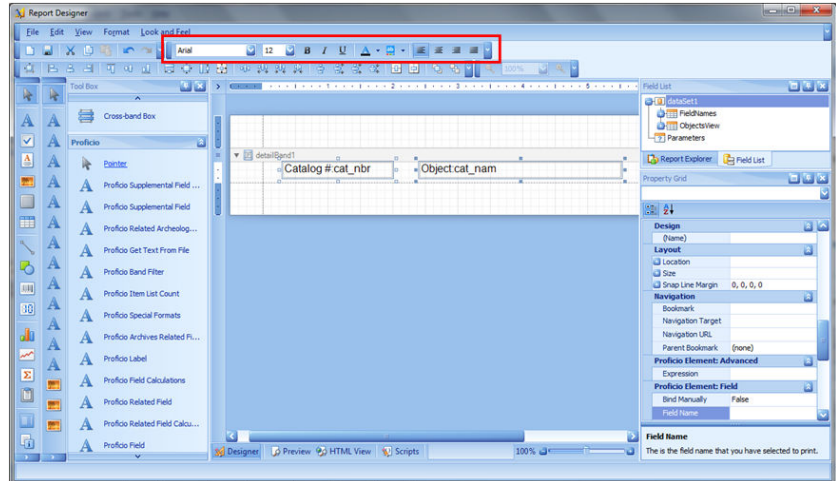 Report Designer
File Edit View Format Look and Feel
Arial 12 B I U A
100%
Tool Box
Cross-band Box
Proficio
Pointer
Proficio Supplemental Field ...
Proficio Supplemental Field
Proficio Related Archeolog...
Proficio Get Text From File
Proficio Band Filter
Proficio Item List Count
Proficio Special Formats
Proficio Archives Related Fi...
Proficio Label
Proficio Field Calculations
Proficio Related Field
Proficio Related Field Calcu...
Proficio Field
1 2 3 4 5
detailBand1
Catalog #:cat_nbr Object:cat_nam
Designer Preview HTML View Scripts 100%
Field List
dataSet1
FieldNames
ObjectsView
Parameters
Report Explorer Field List
Property Grid
Design
(Name)
Layout
Location
Size
Snap Line Margin 0, 0, 0, 0
Navigation
Bookmark
Navigation Target
Navigation URL
Parent Bookmark (none)
Proficio Element: Advanced
Expression
Proficio Element: Field
Bind Manually False
Field Name
Field Name
The is the field name that you have selected to print.